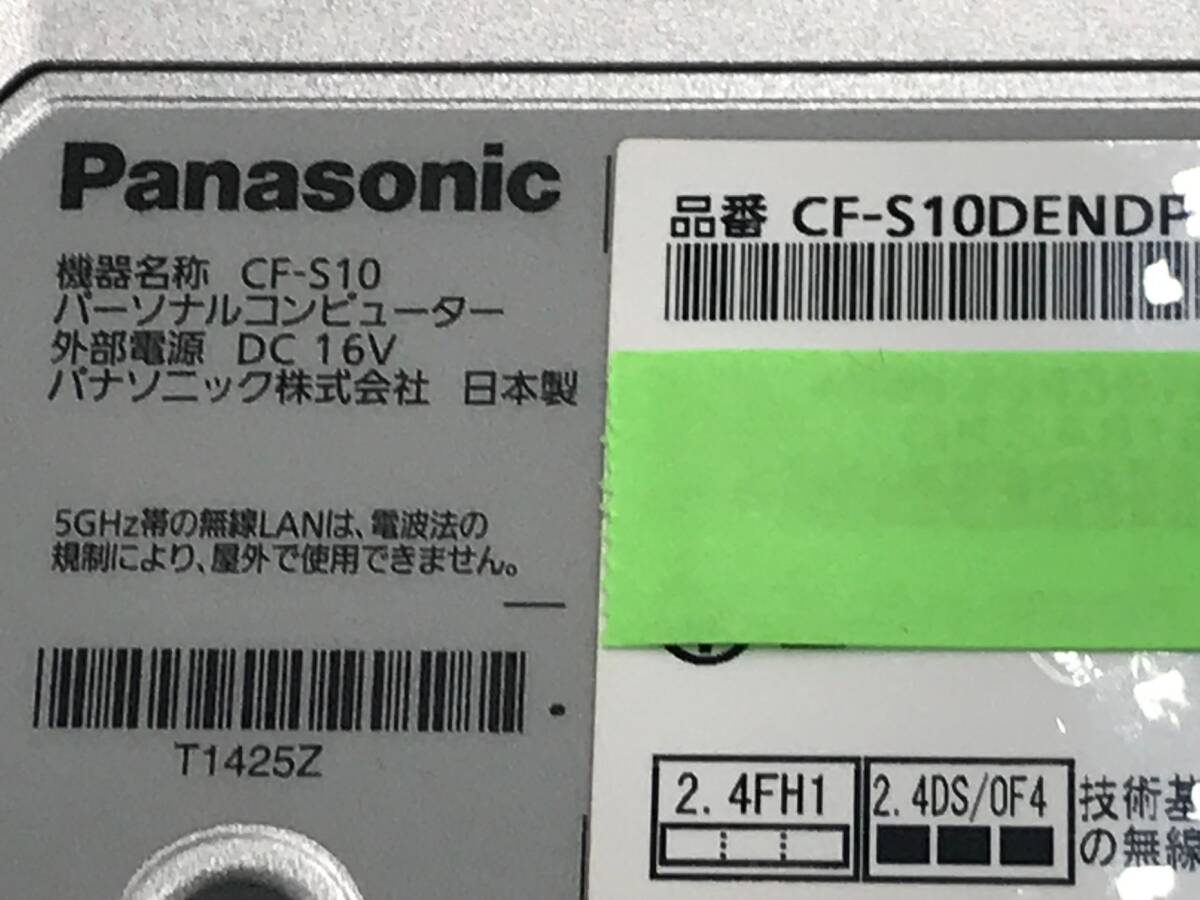 Panasonic
機器名称 CF-S10
パーソナルコンピューター
外部電源 DC 16V
パナソニック株式会社 日本製
5GHz帯の無線LANは、電波法の
規制により、屋外で使用できません。
T1425Z
品番 CF-S10DENDP
2.4FH1
2.4DS/OF4
技術基
の無線